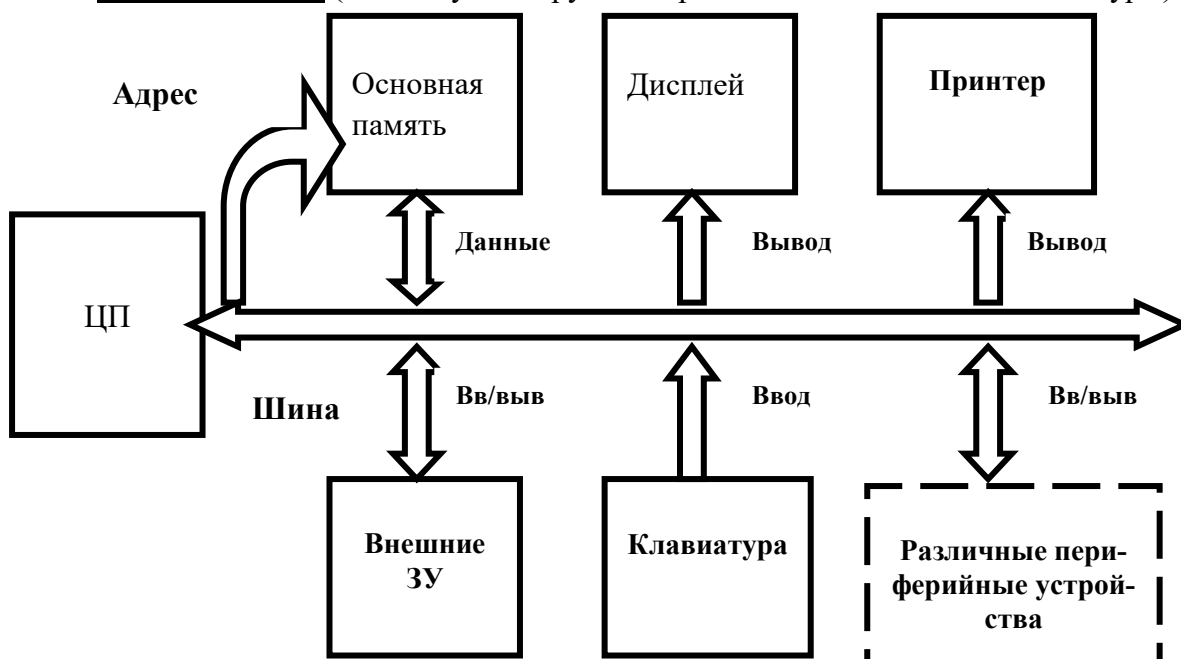 Адрес
Основная
память
Дисплей
Принтер
Данные
Вывод
Вывод
ЦП
Шина
Вв/выв
Ввод
Вв/выв
Внешние
ЗУ
Клавиатура
Различные пери-
ферийные устрой-
ства